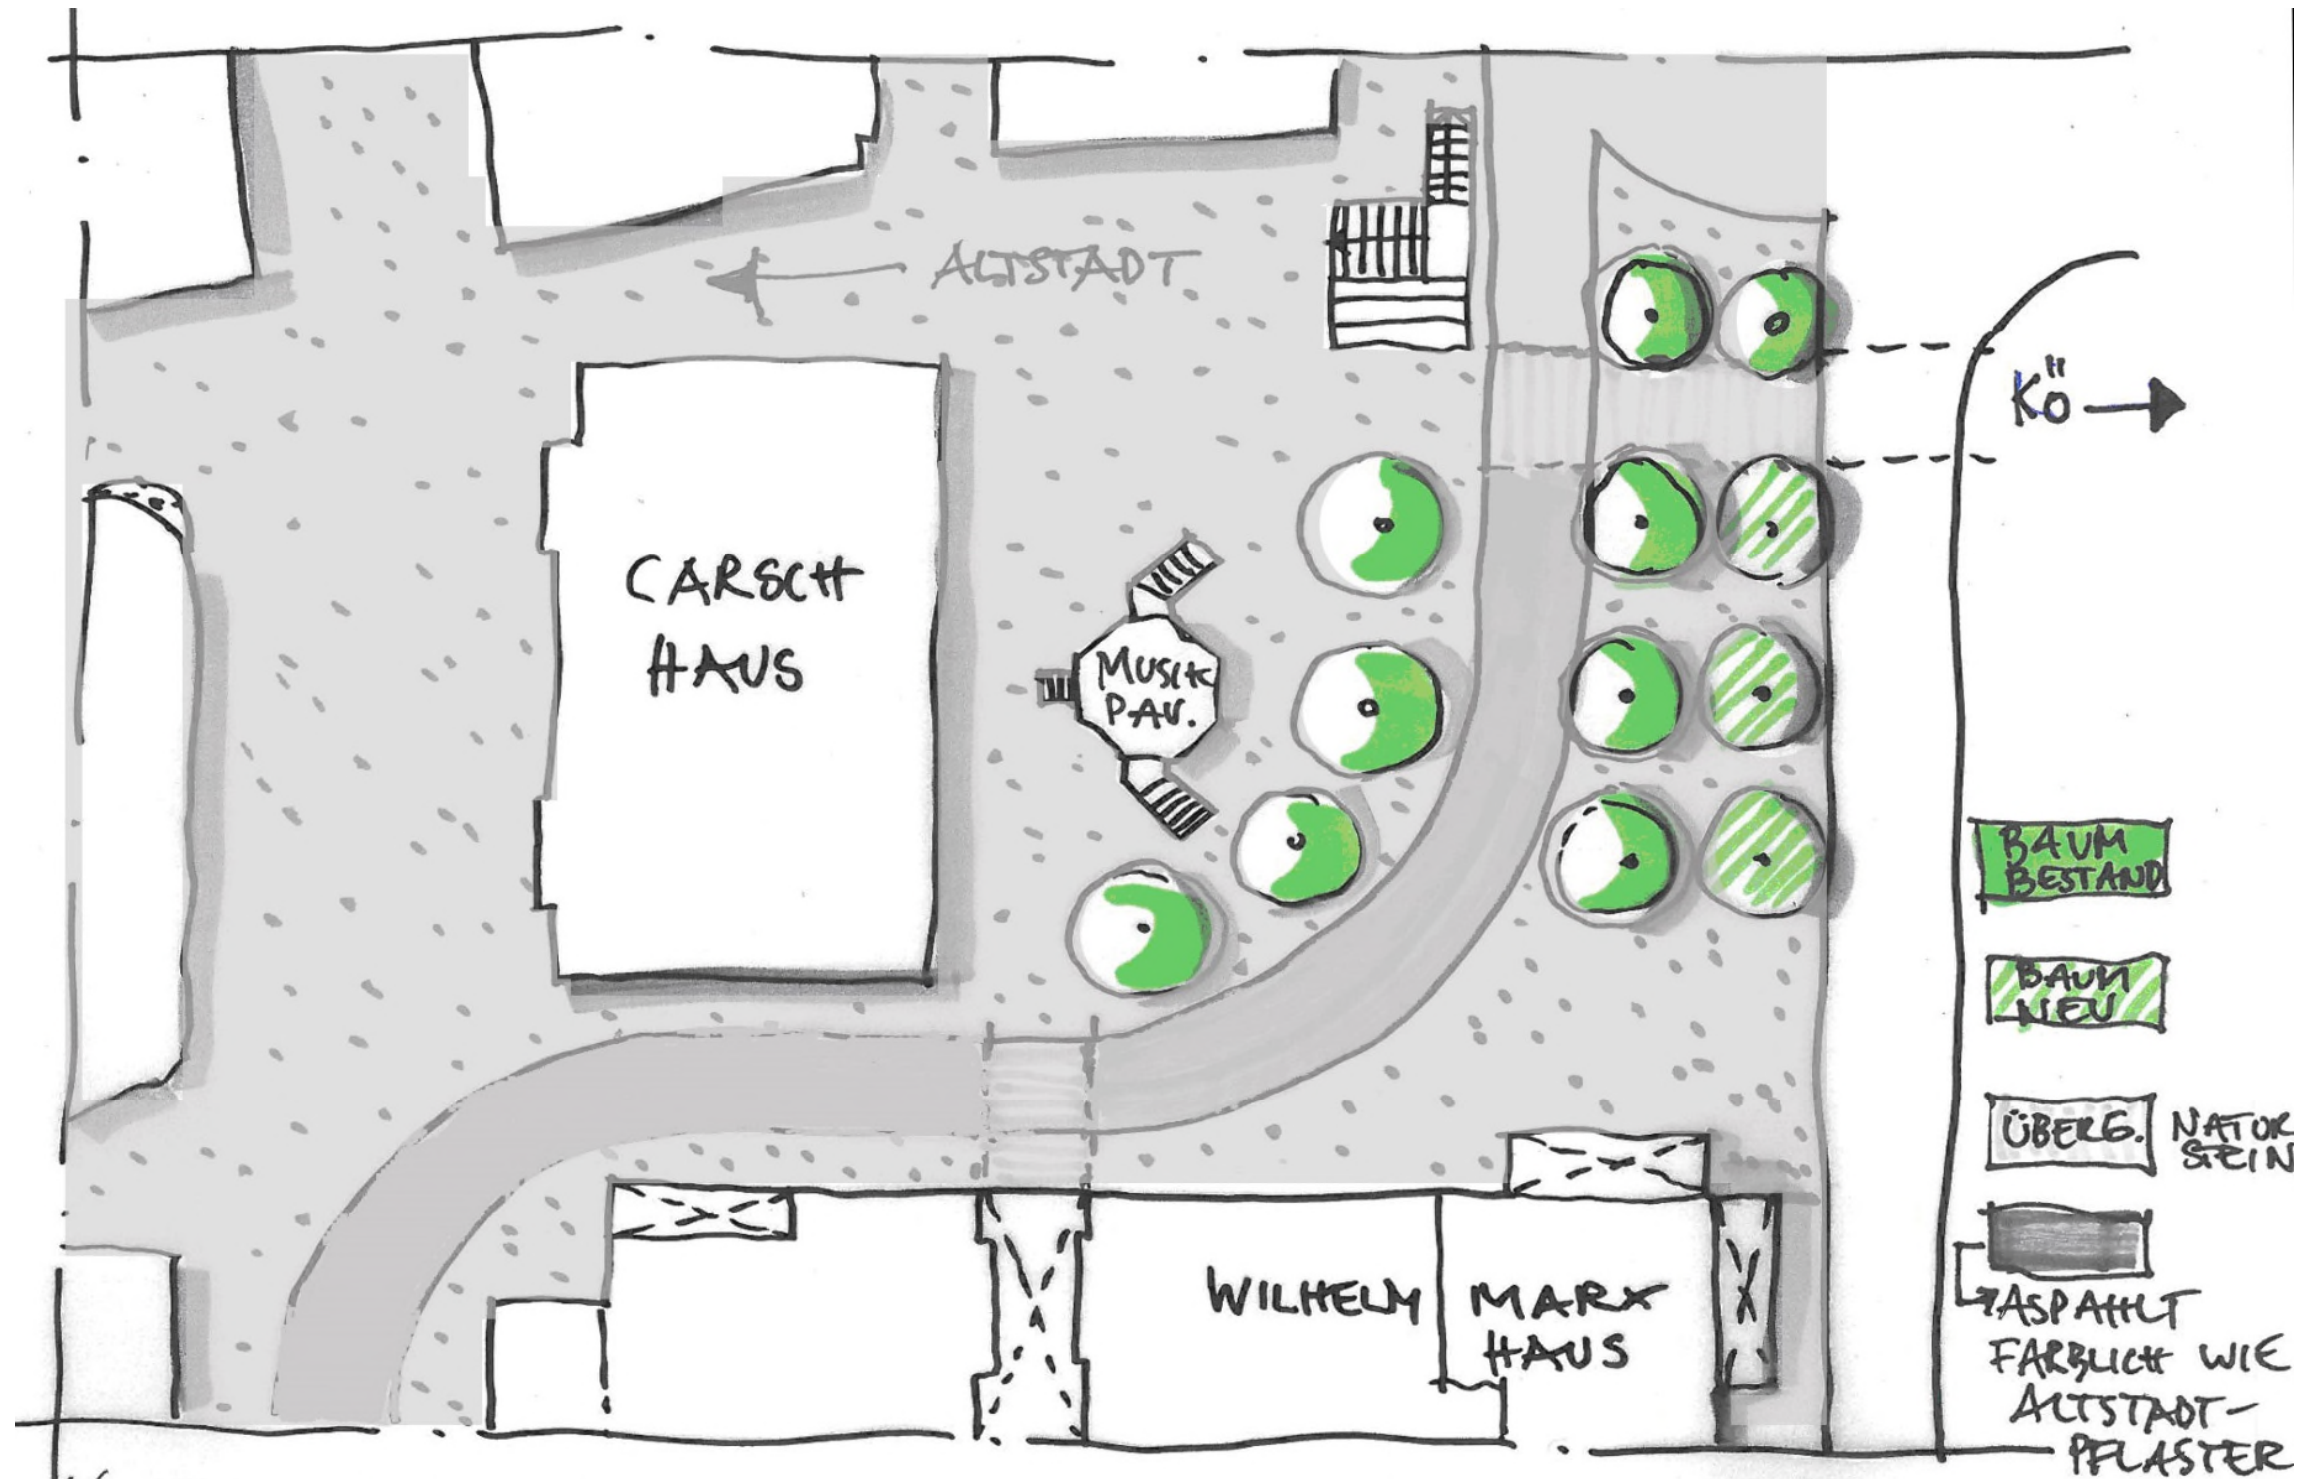 ALTSTADT
KÖ
CARSCH
HAUS
MUSIK
PAV.
BAUM
BESTAND
BAUM
NEU
ÜBERG.
NATUR
STEIN
WILHELM
MARX
HAUS
ASPAHLT
FARBLICH WIE
ALTSTADT-
PFLASTER